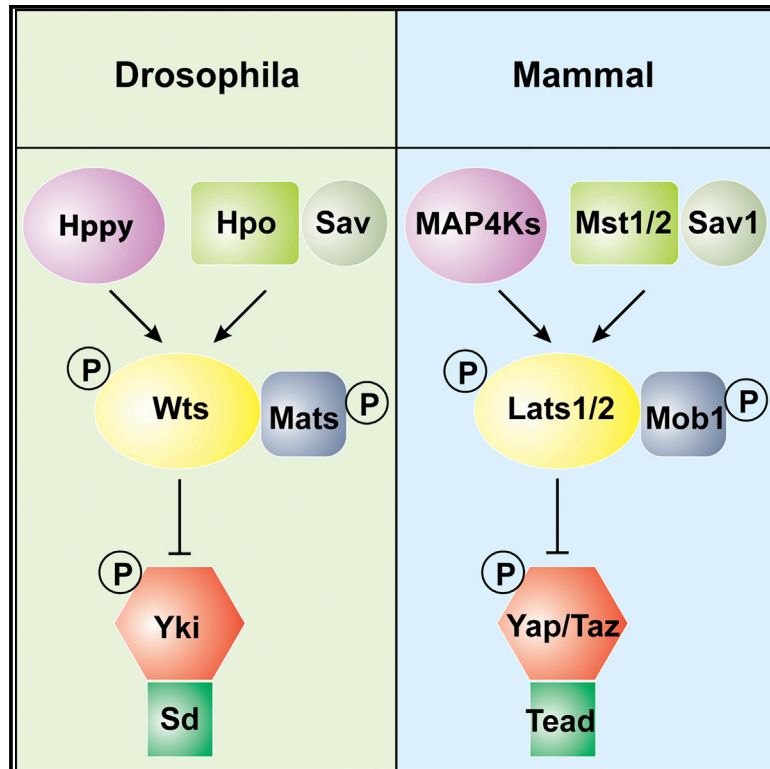 Drosophila
Mammal
Hppy
Hpo
Sav
MAP4Ks
Mst1/2
Sav1
P
Wts
Mats
P
P
Lats1/2
Mob1
P
P
Yki
Sd
P
Yap/Taz
Tead